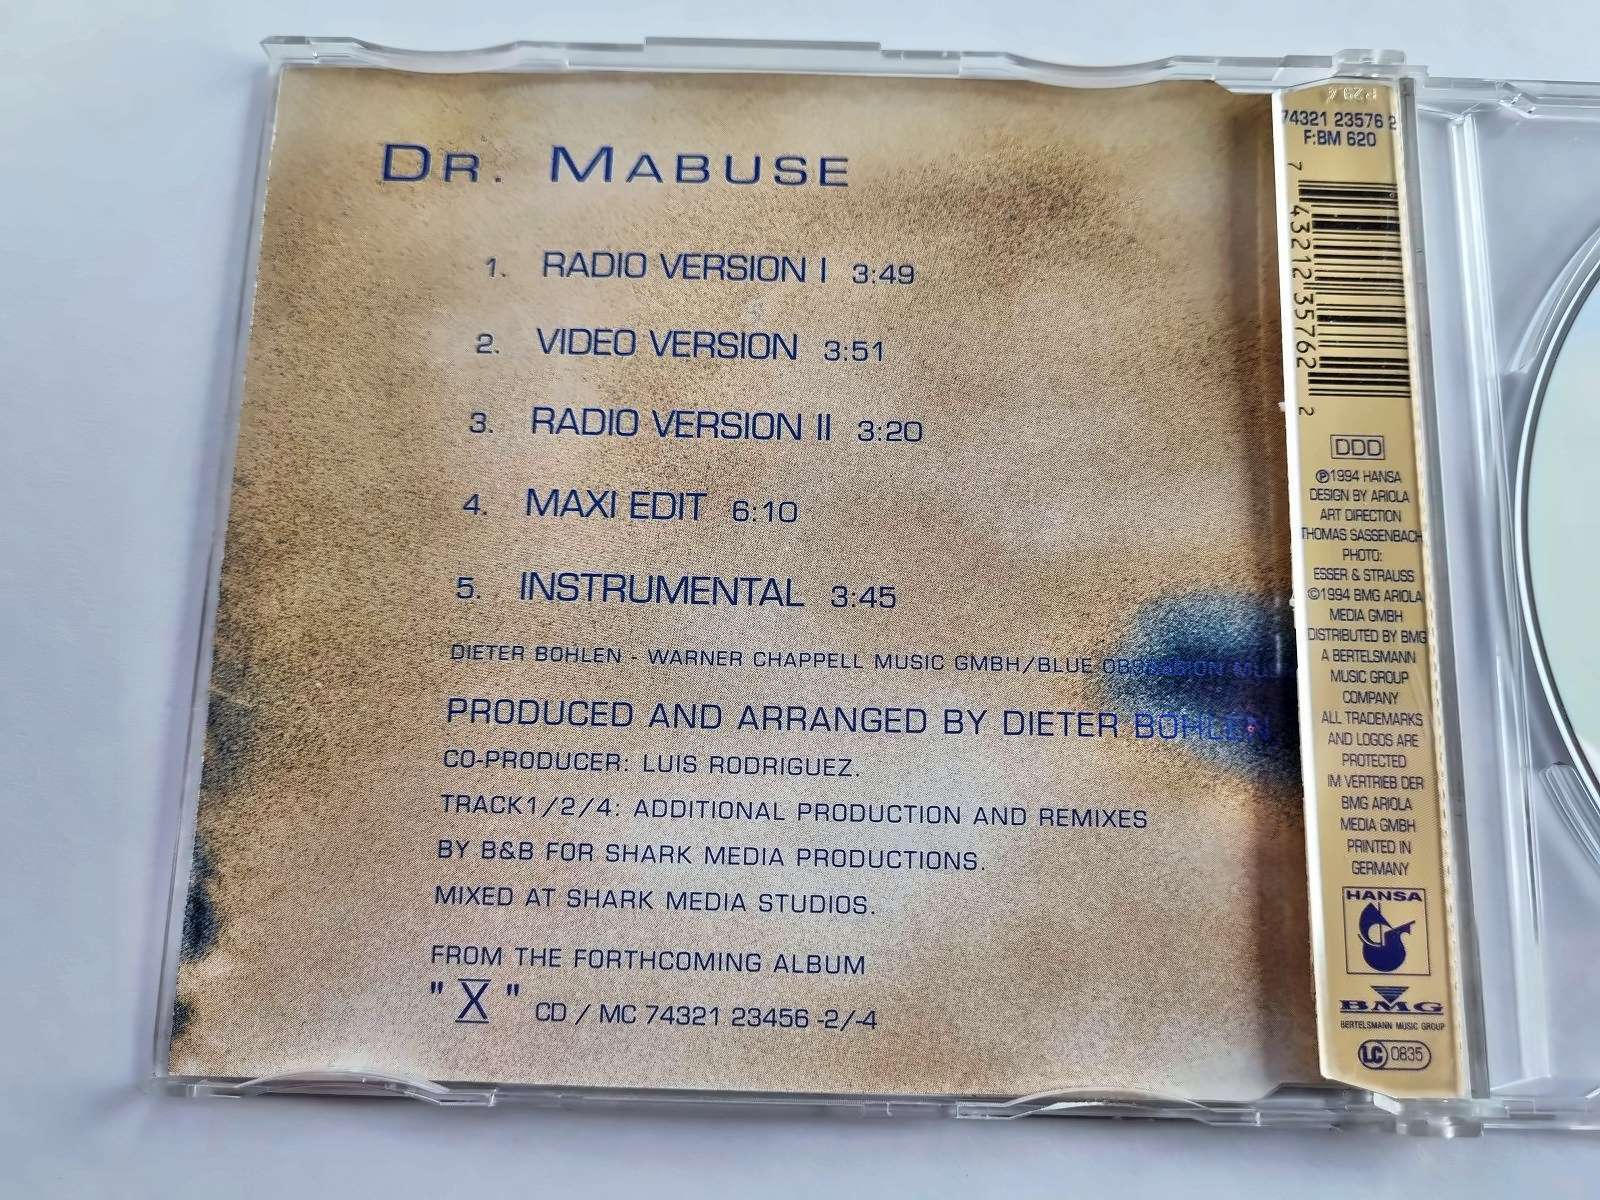 DR. MABUSE
1. RADIO VERSION I 3:49
2. VIDEO VERSION 3:51
3. RADIO VERSION II 3:20
4. MAXI EDIT 6:10
5. INSTRUMENTAL 3:45
DIETER BOHLEN - WARNER CHAPPELL MUSIC GMBH/BLUE OBSESSION
PRODUCED AND ARRANGED BY DIETER BOHLEN.
CO-PRODUCER: LUIS RODRIGUEZ.
TRACK1/2/4: ADDITIONAL PRODUCTION AND REMIXES
BY B&B FOR SHARK MEDIA PRODUCTIONS.
MIXED AT SHARK MEDIA STUDIOS.
FROM THE FORTHCOMING ALBUM
"X" CD / MC 74321 23456 -2/-4
74321 23576 2
F:BM 620
7 43212 35762 2
DDD
℗1994 HANSA
DESIGN BY ARIOLA
ART DIRECTION
THOMAS SASSENBACH
PHOTO:
ESSER & STRAUSS
©1994 BMG ARIOLA
MEDIA GMBH
DISTRIBUTED BY BMG
A BERTELSMANN
MUSIC GROUP
COMPANY
ALL TRADEMARKS
AND LOGOS ARE
PROTECTED
IM VERTRIEB DER
BMG ARIOLA
MEDIA GMBH
PRINTED IN
GERMANY
HANSA
BMG
BERTELSMANN MUSIC GROUP
LC 0835